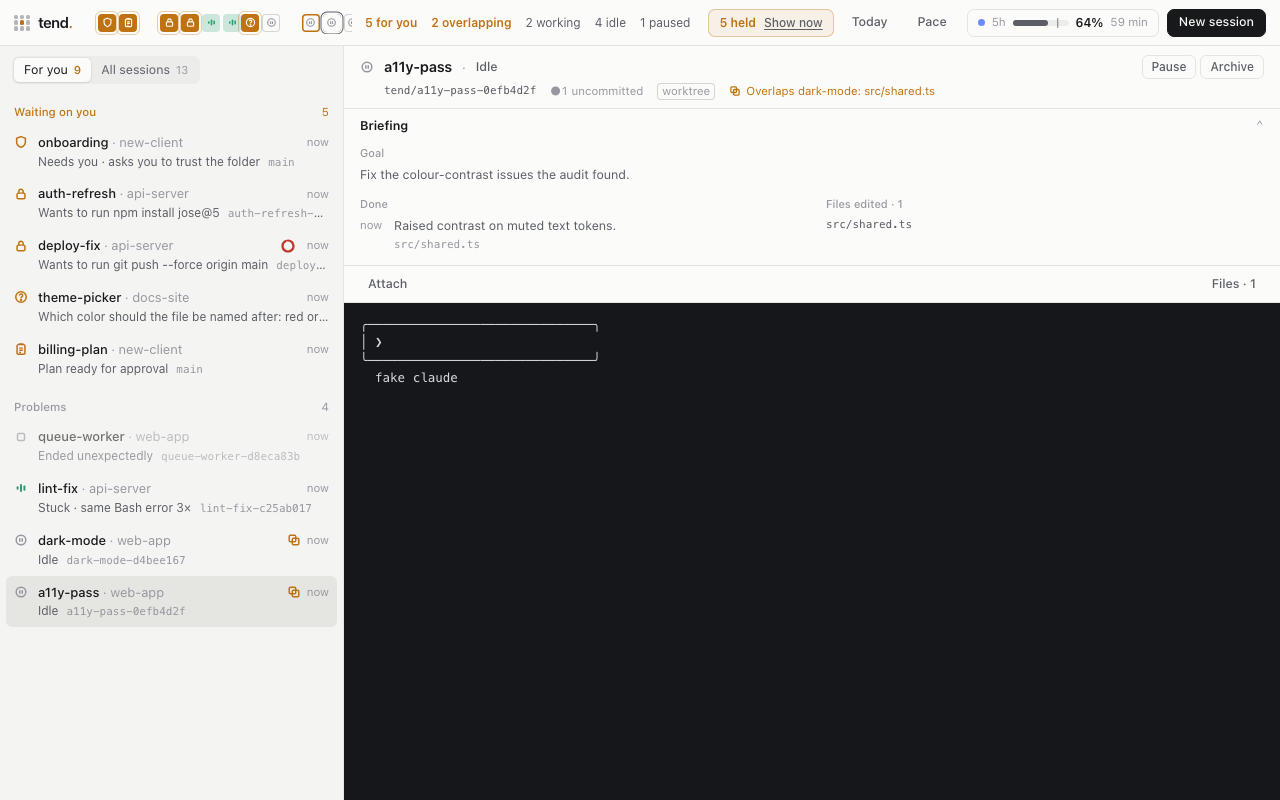 tend.
5 for you 2 overlapping 2 working 4 idle 1 paused
5 held Show now
Today
Pace
5h 64% 59 min
New session
For you 9
All sessions 13
Waiting on you 5
onboarding · new-client now
Needs you · asks you to trust the folder main
auth-refresh · api-server now
Wants to run npm install jose@5 auth-refresh-…
deploy-fix · api-server now
Wants to run git push --force origin main deploy…
theme-picker · docs-site now
Which color should the file be named after: red or…
billing-plan · new-client now
Plan ready for approval main
Problems 4
queue-worker · web-app now
Ended unexpectedly queue-worker-d8eca83b
lint-fix · api-server now
Stuck · same Bash error 3× lint-fix-c25ab017
dark-mode · web-app now
Idle dark-mode-d4bee167
a11y-pass · web-app now
Idle a11y-pass-0efb4d2f
a11y-pass · Idle
Pause
Archive
tend/a11y-pass-0efb4d2f 1 uncommitted worktree Overlaps dark-mode: src/shared.ts
Briefing
Goal
Fix the colour-contrast issues the audit found.
Done
now Raised contrast on muted text tokens.
src/shared.ts
Files edited · 1
src/shared.ts
Attach
Files · 1
❯
fake claude